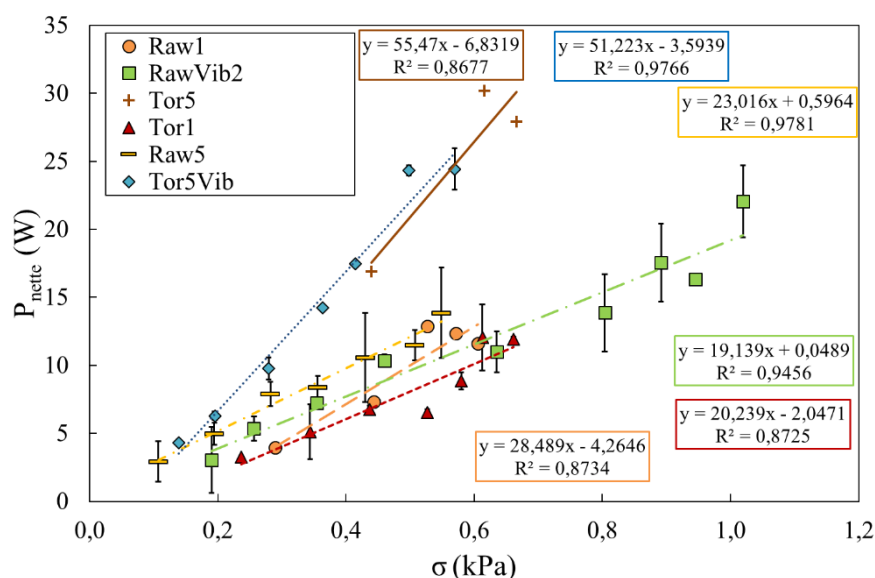 35
30
25
20
15
10
5
0
P nette (W)
Raw1
RawVib2
Tor5
Tor1
Raw5
Tor5Vib
y = 55,47x - 6,8319
R² = 0,8677
y = 51,223x - 3,5939
R² = 0,9766
y = 23,016x + 0,5964
R² = 0,9781
y = 19,139x + 0,0489
R² = 0,9456
y = 20,239x - 2,0471
R² = 0,8725
y = 28,489x - 4,2646
R² = 0,8734
0,0 0,2 0,4 0,6 0,8 1,0 1,2
σ (kPa)